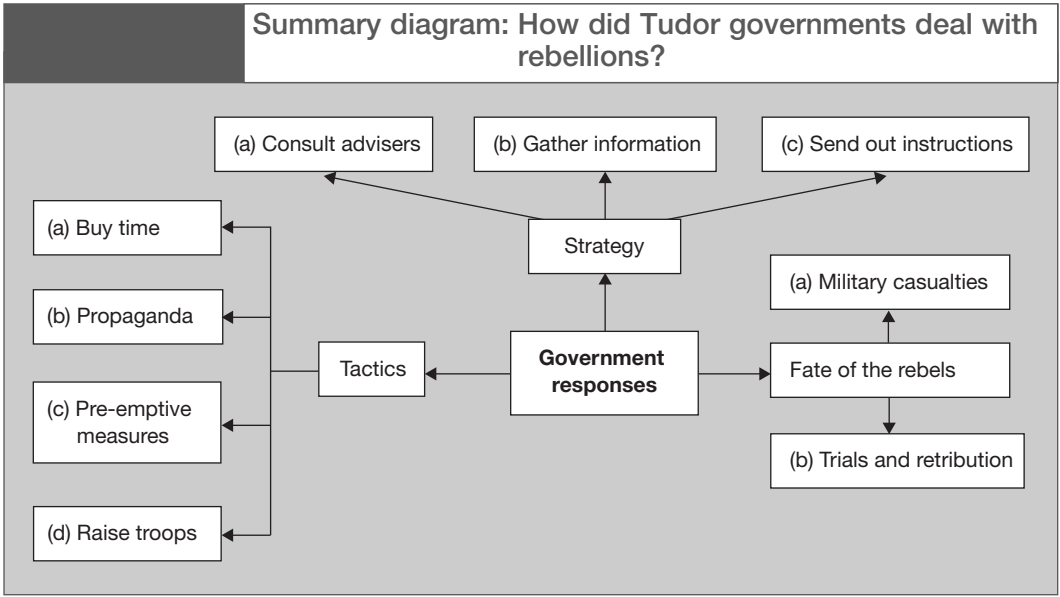 Summary diagram: How did Tudor governments deal with
rebellions?
(a) Consult advisers
(b) Gather information
(c) Send out instructions
Strategy
(a) Buy time
(b) Propaganda
(c) Pre-emptive
measures
(d) Raise troops
Tactics
Government
responses
(a) Military casualties
Fate of the rebels
(b) Trials and retribution